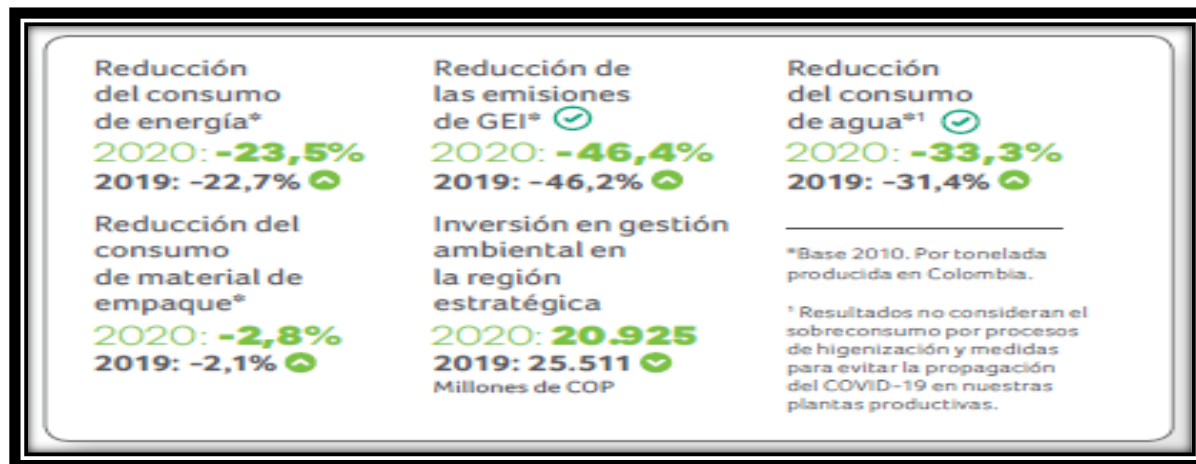 Reducción
del consumo
de energía*
2020: -23,5%
2019: -22,7%
Reducción de
las emisiones
de GEI*
2020: -46,4%
2019: -46,2%
Reducción
del consumo
de agua*¹
2020: -33,3%
2019: -31,4%
Reducción del
consumo
de material de
empaque*
2020: -2,8%
2019: -2,1%
Inversión en gestión
ambiental en
la región
estratégica
2020: 20.925
2019: 25.511
Millones de COP
*Base 2010. Por tonelada
producida en Colombia.
¹ Resultados no consideran el
sobreconsumo por procesos
de higenización y medidas
para evitar la propagación
del COVID-19 en nuestras
plantas productivas.